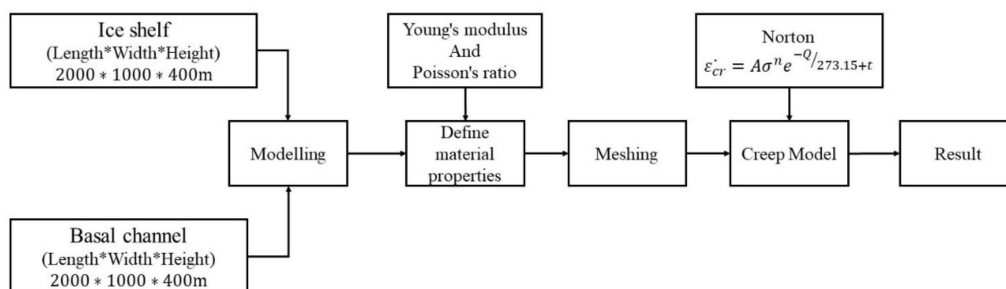 Ice shelf
(Length*Width*Height)
2000 * 1000 * 400m
Young's modulus
And
Poisson's ratio
Norton
ε̇cr = Aσⁿe^−Q/273.15+t
Modelling
Define
material
properties
Meshing
Creep Model
Result
Basal channel
(Length*Width*Height)
2000 * 1000 * 400m